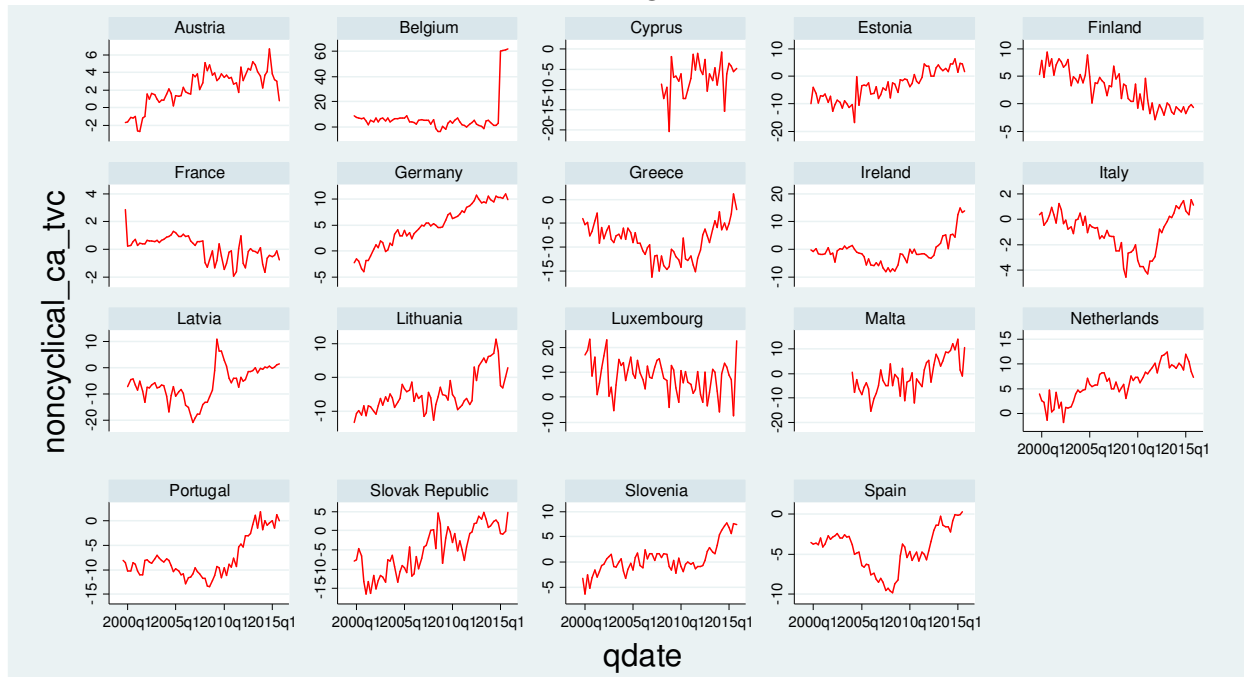 Austria
6
4
2
0
-2
Belgium
60
40
20
0
Cyprus
0
-5
-10
-15
-20
Estonia
10
0
-10
-20
Finland
10
5
0
-5
France
4
2
0
-2
Germany
10
5
0
-5
Greece
0
-5
-10
-15
Ireland
20
10
0
-10
Italy
2
0
-2
-4
noncyclical_ca_tvc
Latvia
10
0
-10
-20
Lithuania
10
0
-10
Luxembourg
20
10
0
-10
Malta
10
0
-10
-20
Netherlands
15
10
5
0
2000q1 2005q1 2010q1 2015q1
Portugal
0
-5
-10
-15
2000q1 2005q1 2010q1 2015q1
Slovak Republic
5
0
-5
-10
-15
2000q1 2005q1 2010q1 2015q1
Slovenia
10
5
0
-5
2000q1 2005q1 2010q1 2015q1
Spain
0
-5
-10
2000q1 2005q1 2010q1 2015q1
qdate